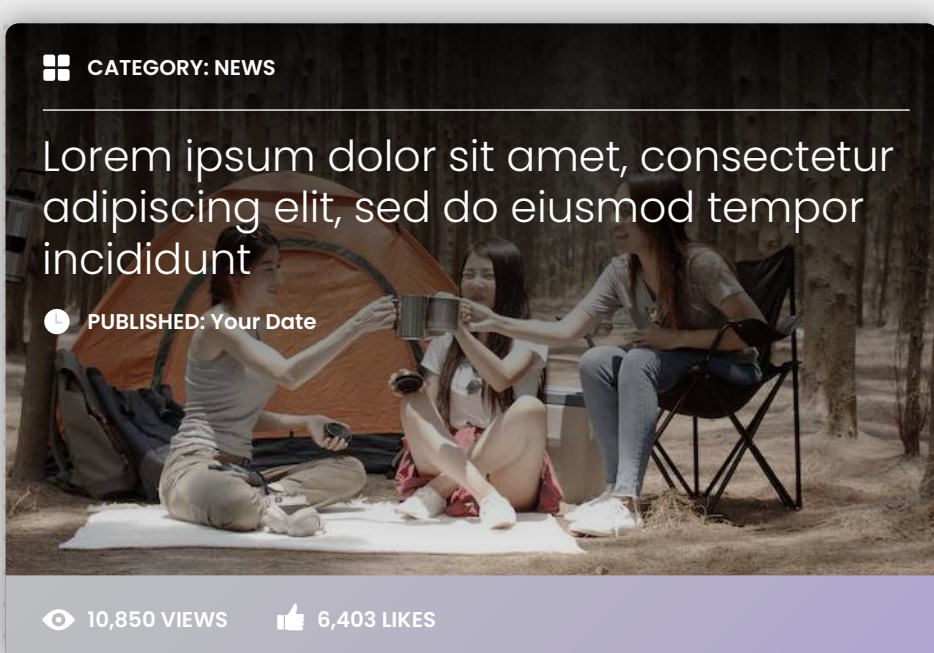 CATEGORY: NEWS
Lorem ipsum dolor sit amet, consectetur
adipiscing elit, sed do eiusmod tempor
incididunt
PUBLISHED: Your Date
10,850 VIEWS
6,403 LIKES